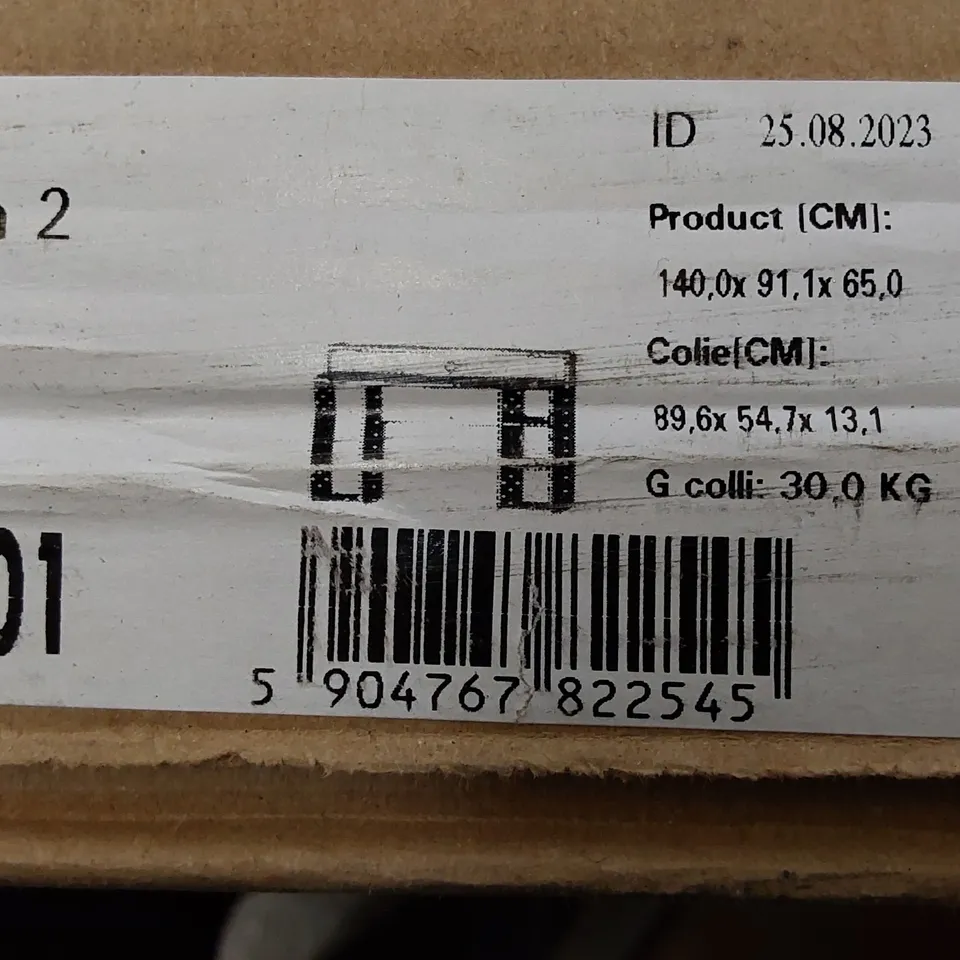 ID 25.08.2023
2
Product [CM]:
140,0x 91,1x 65,0
Colie[CM]:
89,6x 54,7x 13,1
G colli: 30,0 KG
01
5 904767 822545